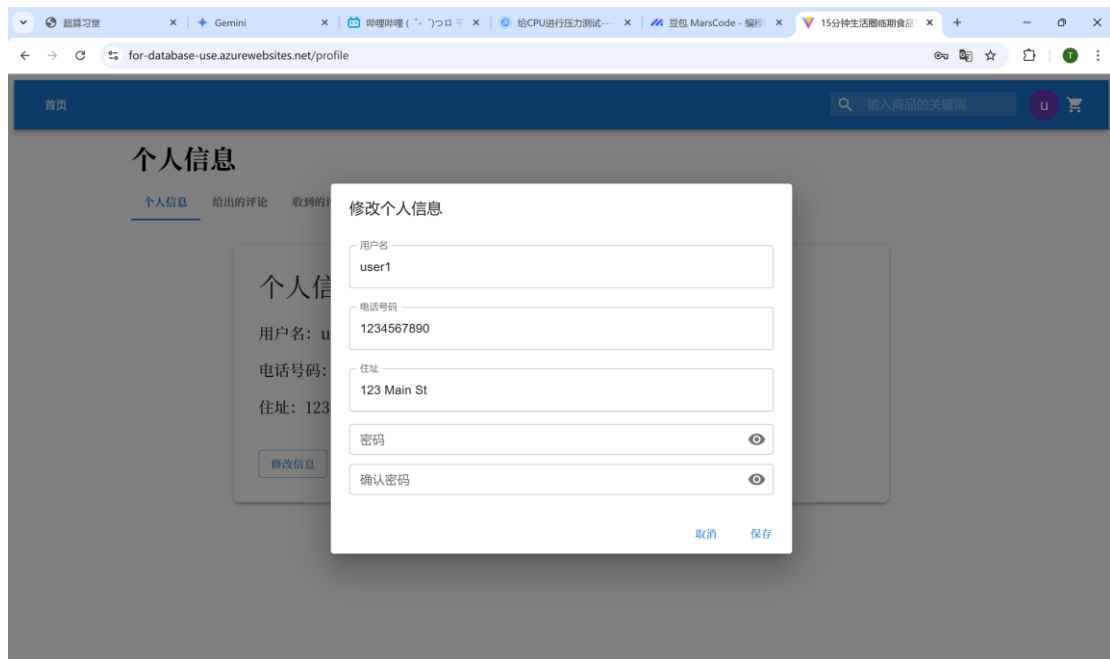 超算习堂
Gemini
哔哩哔哩 ( ゜- ゜)つロ 干
给CPU进行压力测试
豆包 MarsCode - 编程
15分钟生活圈临期食品
for-database-use.azurewebsites.net/profile
T
首页
输入商品的关键词
u
个人信息
个人信息 给出的评论 收到的
个人信
用户名: u
电话号码:
住址: 123
修改信息
修改个人信息
用户名
user1
电话号码
1234567890
住址
123 Main St
密码
确认密码
取消 保存